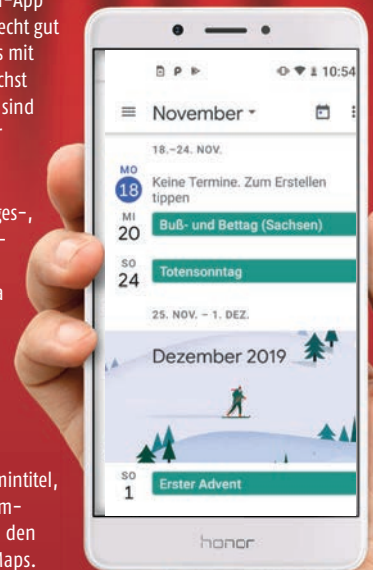 -App
echt gut
s mit
chst
sind
ges-,
mintitel,
m-
den
Maps.
10:54
November
18.–24. NOV.
MO
18
Keine Termine. Zum Erstellen
tippen
MI
20
Buß- und Bettag (Sachsen)
SO
24
Totensonntag
25. NOV. – 1. DEZ.
Dezember 2019
SO
1
Erster Advent
honor